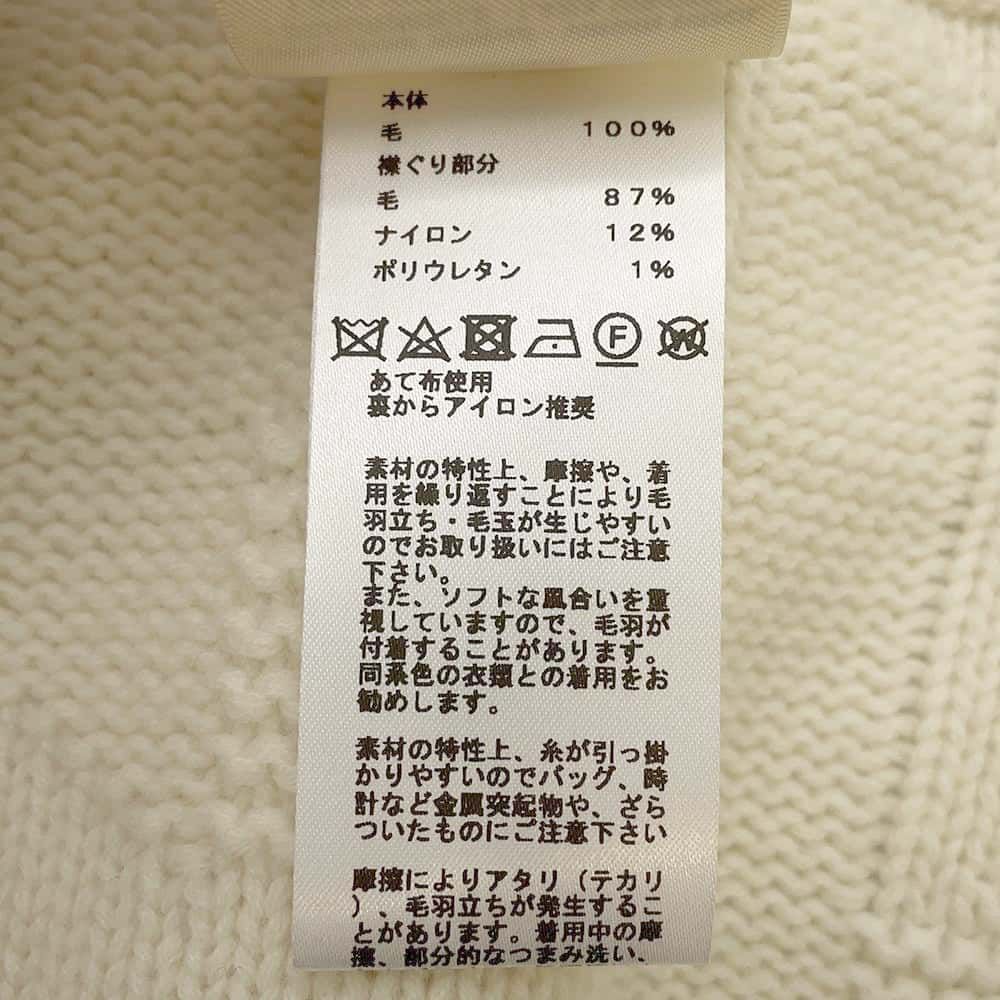 本体
毛 100%
襟ぐり部分
毛 87%
ナイロン 12%
ポリウレタン 1%
F W
あて布使用
裏からアイロン推奨
素材の特性上、摩擦や、着
用を繰り返すことにより毛
羽立ち・毛玉が生じやすい
のでお取り扱いにはご注意
下さい。
また、ソフトな風合いを重
視していますので、毛羽が
付着することがあります。
同系色の衣類との着用をお
勧めします。
素材の特性上、糸が引っ掛
かりやすいのでバッグ、時
計など金属突起物や、ざら
ついたものにご注意下さい
摩擦によりアタリ（テカリ
）、毛羽立ちが発生するこ
とがあります。着用中の摩
擦、部分的なつまみ洗い、